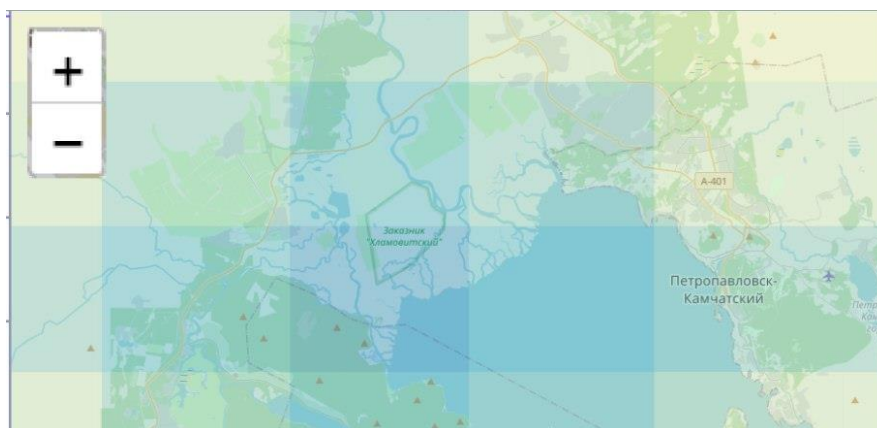 +
−
А-401
Заказник
"Хламовитский"
Петропавловск-
Камчатский